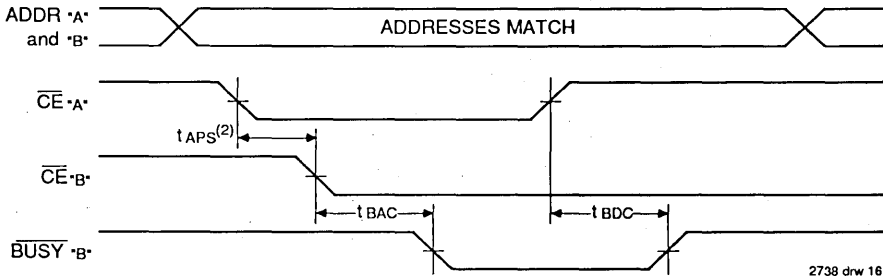 ADDR "A"
and "B"
ADDRESSES MATCH
CE "A"
tAPS(2)
CE "B"
tBAC
tBDC
BUSY "B"
2738 drw 16